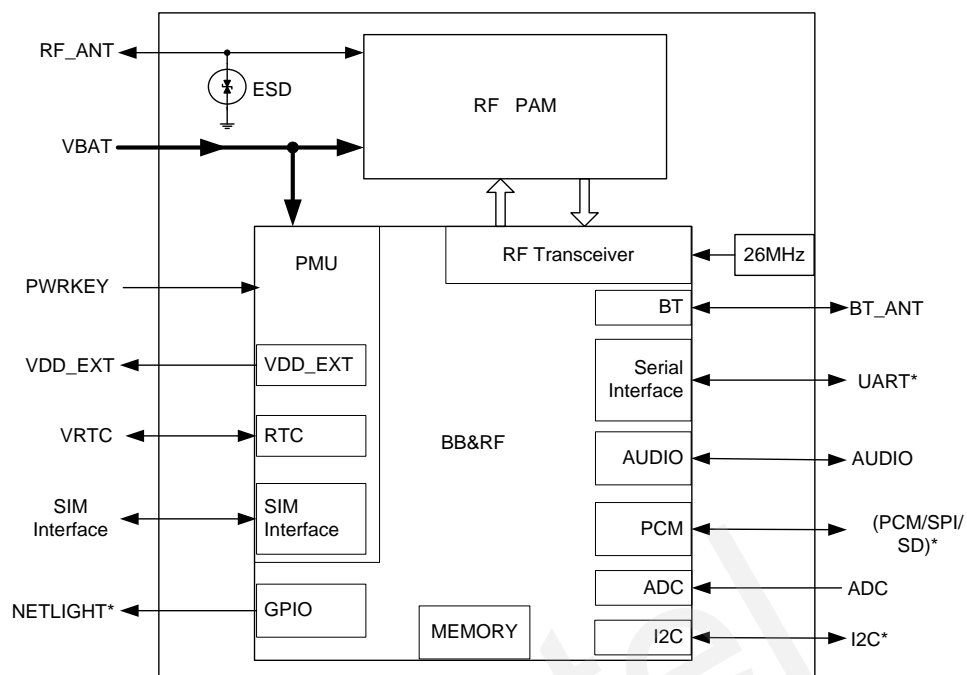 RF_ANT
ESD
RF PAM
VBAT
PMU
RF Transceiver
26MHz
PWRKEY
BT
BT_ANT
VDD_EXT
VDD_EXT
Serial
Interface
UART*
VRTC
RTC
BB&RF
AUDIO
AUDIO
SIM
Interface
SIM
Interface
PCM
(PCM/SPI/
SD)*
ADC
ADC
NETLIGHT*
GPIO
MEMORY
I2C
I2C*